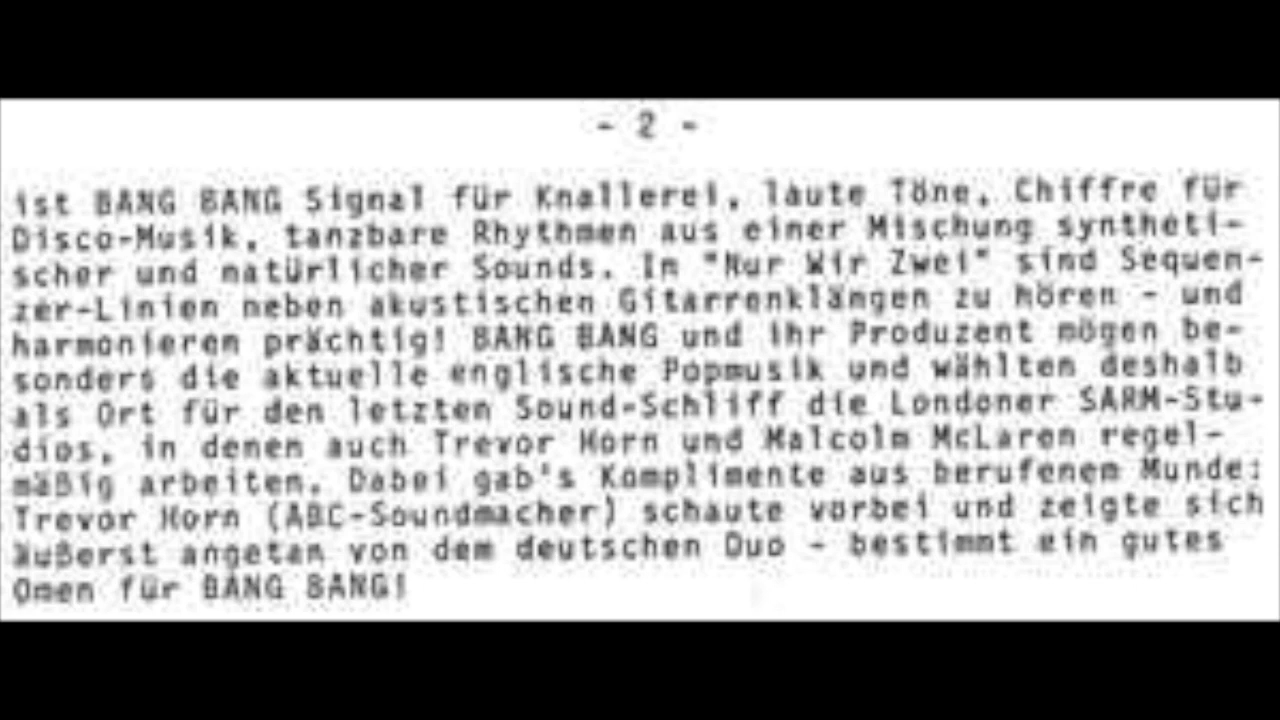 - 2 -
ist BANG BANG Signal für Knallerei, laute Töne, Chiffre für
Disco-Musik, tanzbare Rhythmen aus einer Mischung syntheti-
scher und natürlicher Sounds. In "Nur Wir Zwei" sind Sequen-
zer-Linien neben akustischen Gitarrenklängen zu hören - und
harmonieren prächtig! BANG BANG und ihr Produzent mögen be-
sonders die aktuelle englische Popmusik und wählten deshalb
als Ort für den letzten Sound-Schliff die Londoner SARM-Stu-
dios, in denen auch Trevor Horn und Malcolm McLaren regel-
mäßig arbeiten. Dabei gab's Komplimente aus berufenem Munde:
Trevor Horn (ABC-Soundmacher) schaute vorbei und zeigte sich
äußerst angetan von dem deutschen Duo - bestimmt ein gutes
Omen für BANG BANG!